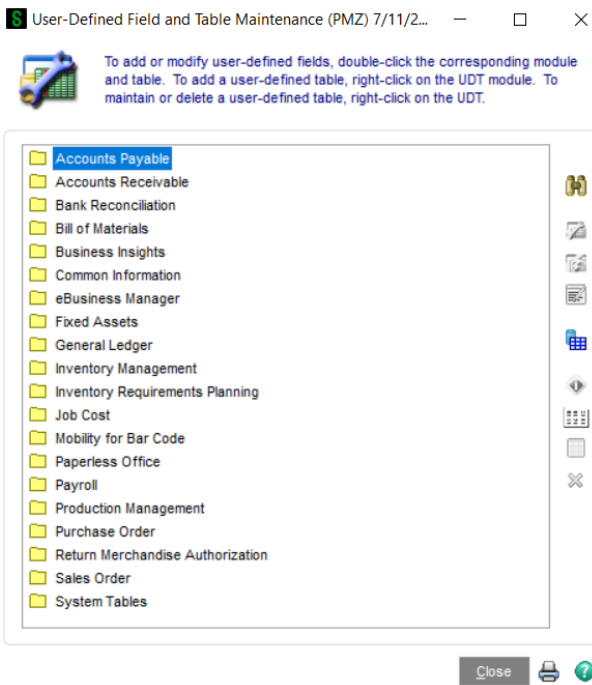 S User-Defined Field and Table Maintenance (PMZ) 7/11/2...
To add or modify user-defined fields, double-click the corresponding module
and table. To add a user-defined table, right-click on the UDT module. To
maintain or delete a user-defined table, right-click on the UDT.
Accounts Payable
Accounts Receivable
Bank Reconciliation
Bill of Materials
Business Insights
Common Information
eBusiness Manager
Fixed Assets
General Ledger
Inventory Management
Inventory Requirements Planning
Job Cost
Mobility for Bar Code
Paperless Office
Payroll
Production Management
Purchase Order
Return Merchandise Authorization
Sales Order
System Tables
Close